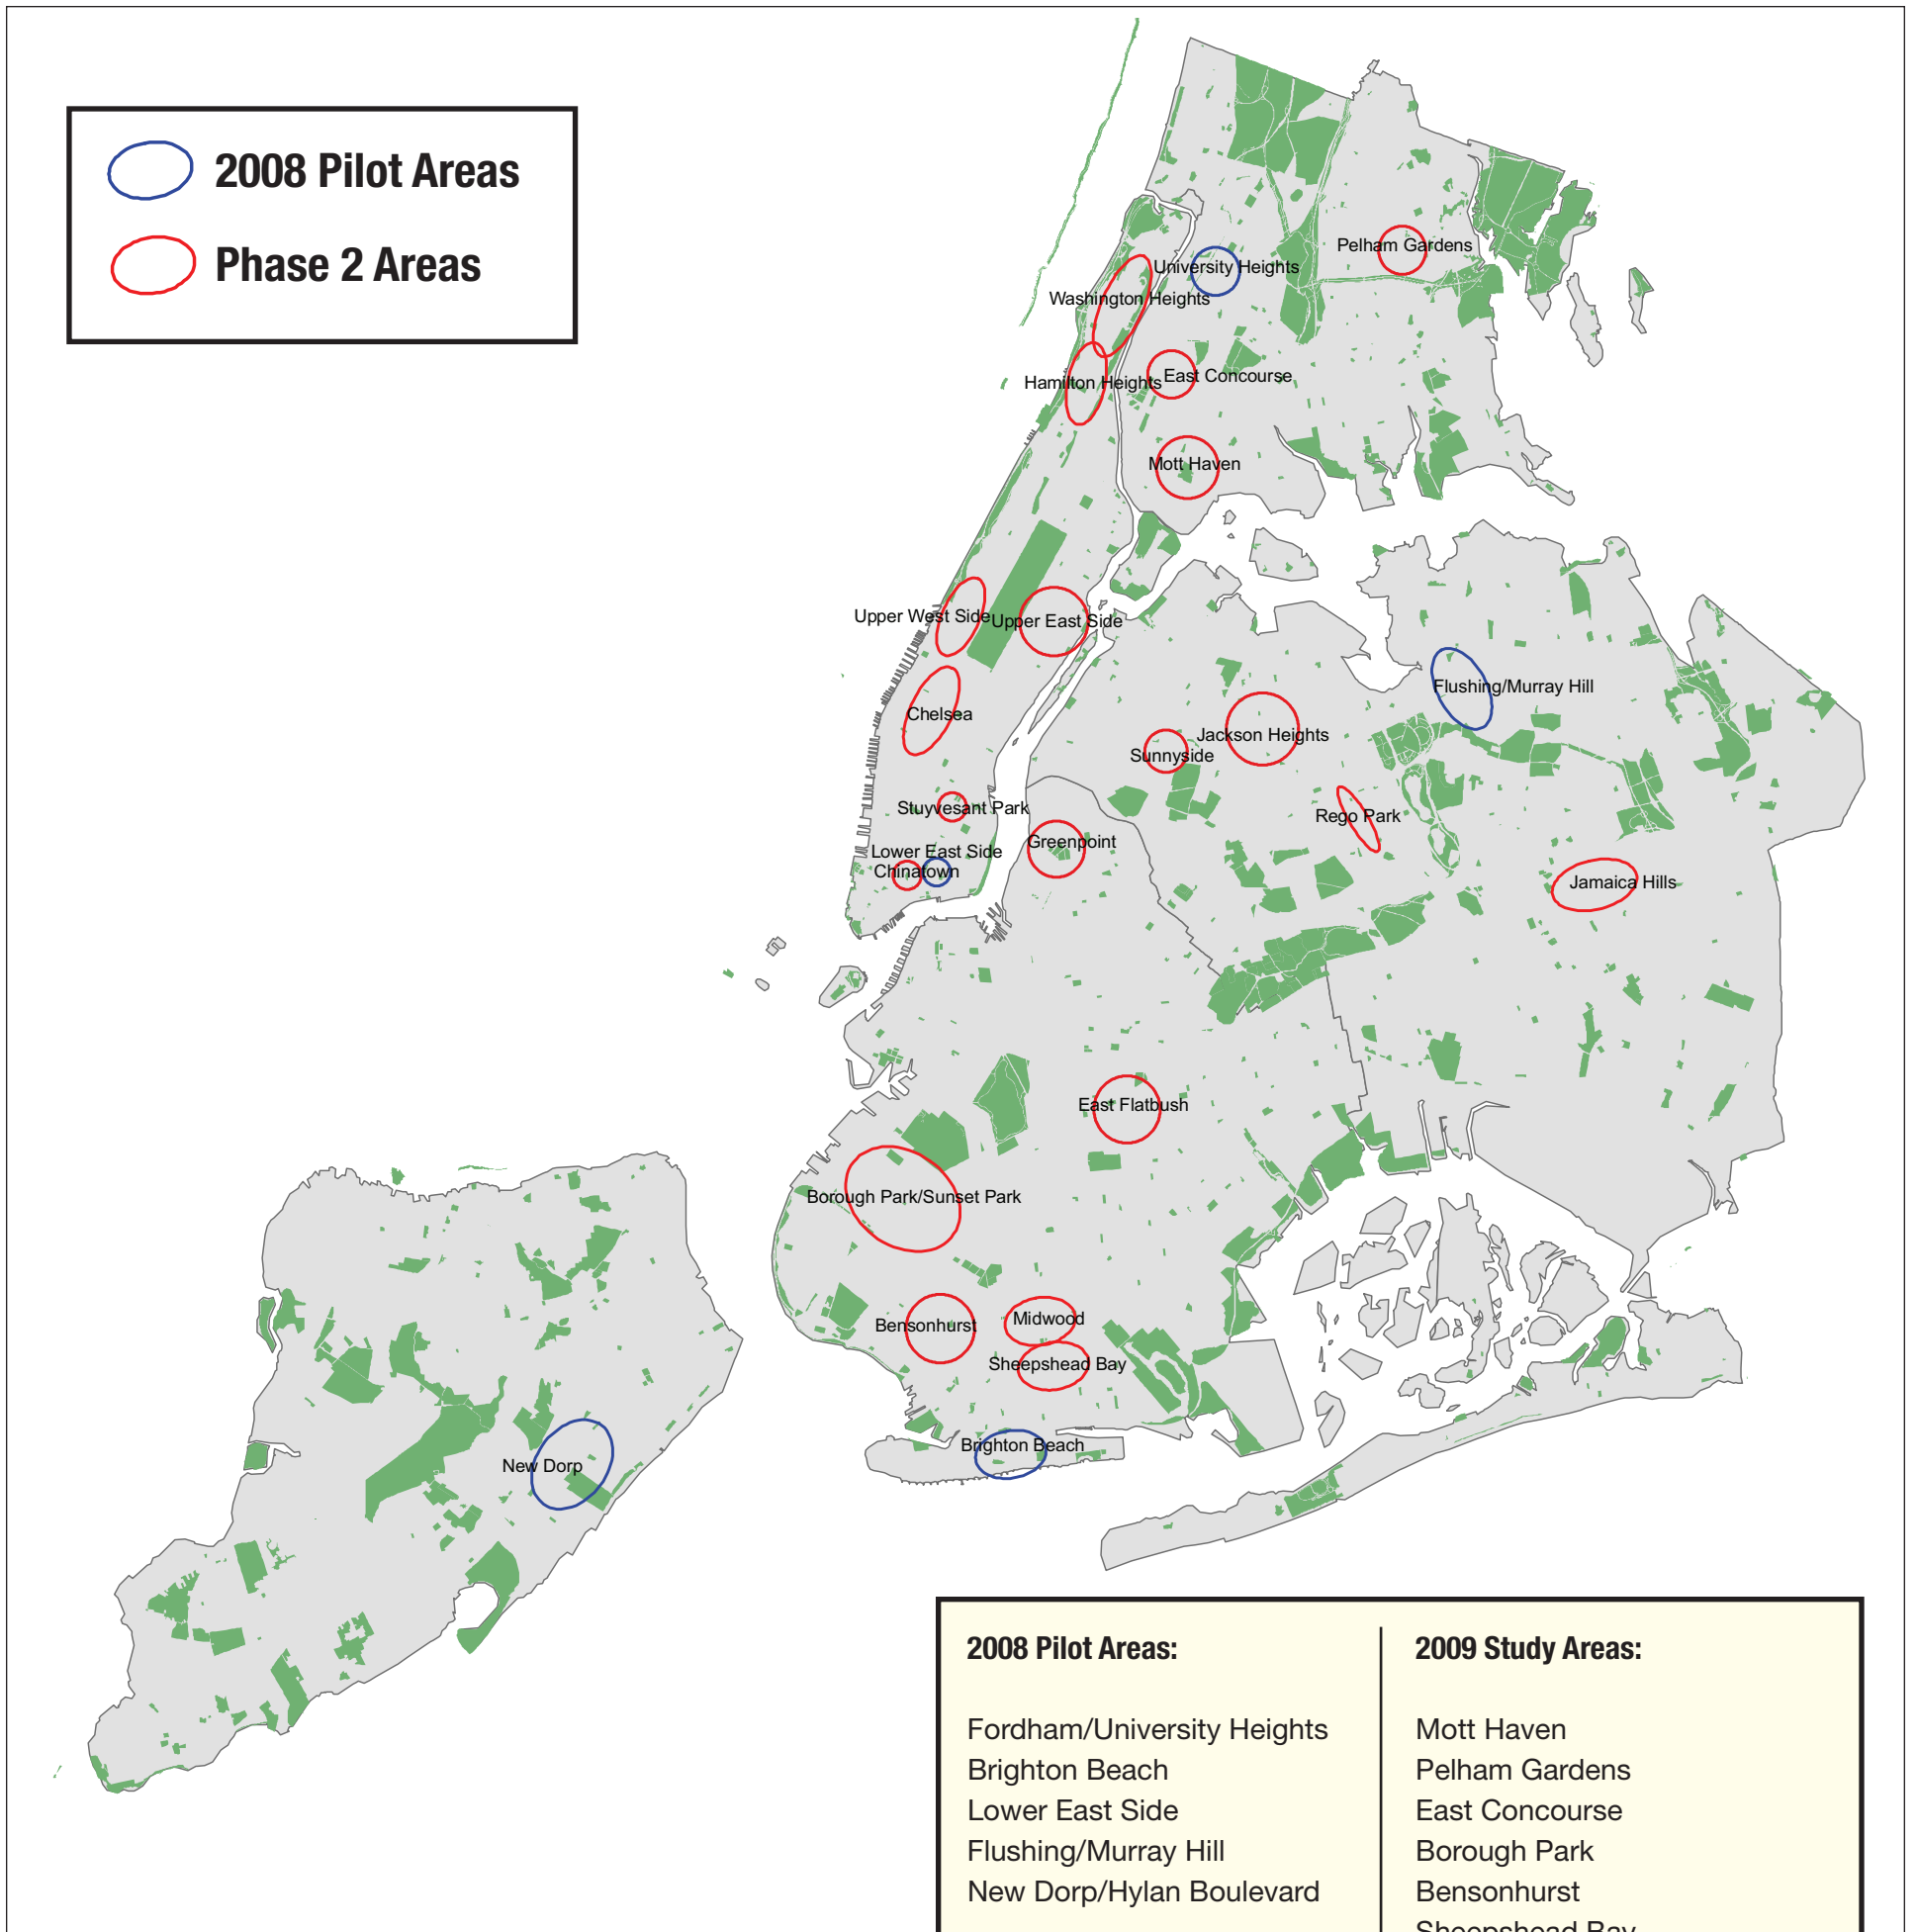 2008 Pilot Areas
Phase 2 Areas
Pelham Gardens
University Heights
Washington Heights
East Concourse
Hamilton Heights
Mott Haven
Upper West Side
Upper East Side
Flushing/Murray Hill
Chelsea
Jackson Heights
Sunnyside
Stuyvesant Park
Rego Park
Greenpoint
Lower East Side
Chinatown
Jamaica Hills
East Flatbush
Borough Park/Sunset Park
Midwood
Bensonhurst
Sheepshead Bay
Brighton Beach
New Dorp
2008 Pilot Areas:
Fordham/University Heights
Brighton Beach
Lower East Side
Flushing/Murray Hill
New Dorp/Hylan Boulevard
2009 Study Areas:
Mott Haven
Pelham Gardens
East Concourse
Borough Park
Bensonhurst
Sheepshead Bay